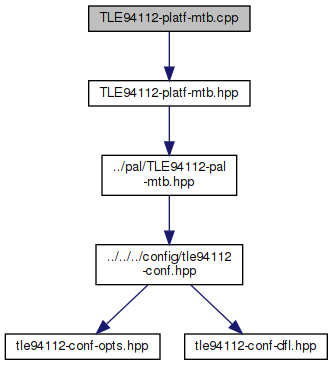 TLE94112-platf-mtb.cpp
TLE94112-platf-mtb.hpp
../pal/TLE94112-pal
-mtb.hpp
../../../config/tle94112
-conf.hpp
tle94112-conf-opts.hpp
tle94112-conf-dfl.hpp